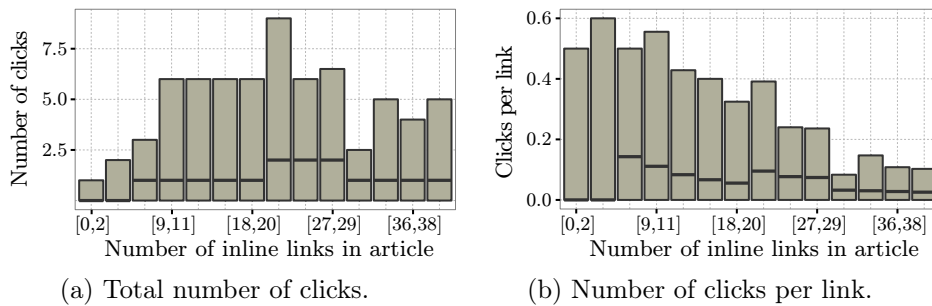 Number of clicks
7.5
5.0
2.5
[0,2] [9,11] [18,20] [27,29] [36,38]
Number of inline links in article
(a) Total number of clicks.
Clicks per link
0.6
0.4
0.2
0.0
[0,2] [9,11] [18,20] [27,29] [36,38]
Number of inline links in article
(b) Number of clicks per link.